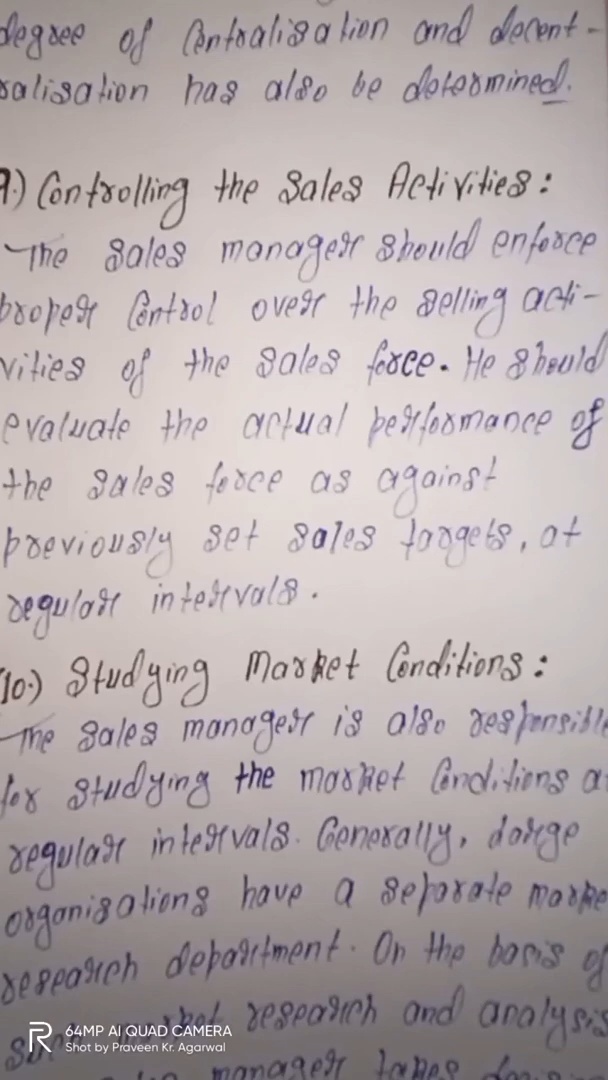 degree of Centralisation and decent-
ralisation has also be determined.
9.) Controlling the Sales Activities:
The Sales manager should enforce
proper Control over the selling acti-
vities of the Sales force. He should
evaluate the actual performance of
the sales force as against
previously set sales targets, at
regular intervals.
10.) Studying Market Conditions:
The Sales manager is also responsible
for studying the market Conditions at
regular intervals. Generally, large
organisations have a separate marke
research department. On the basis of
market research and analysis
manager takes
64MP AI QUAD CAMERA
Shot by Praveen Kr. Agarwal